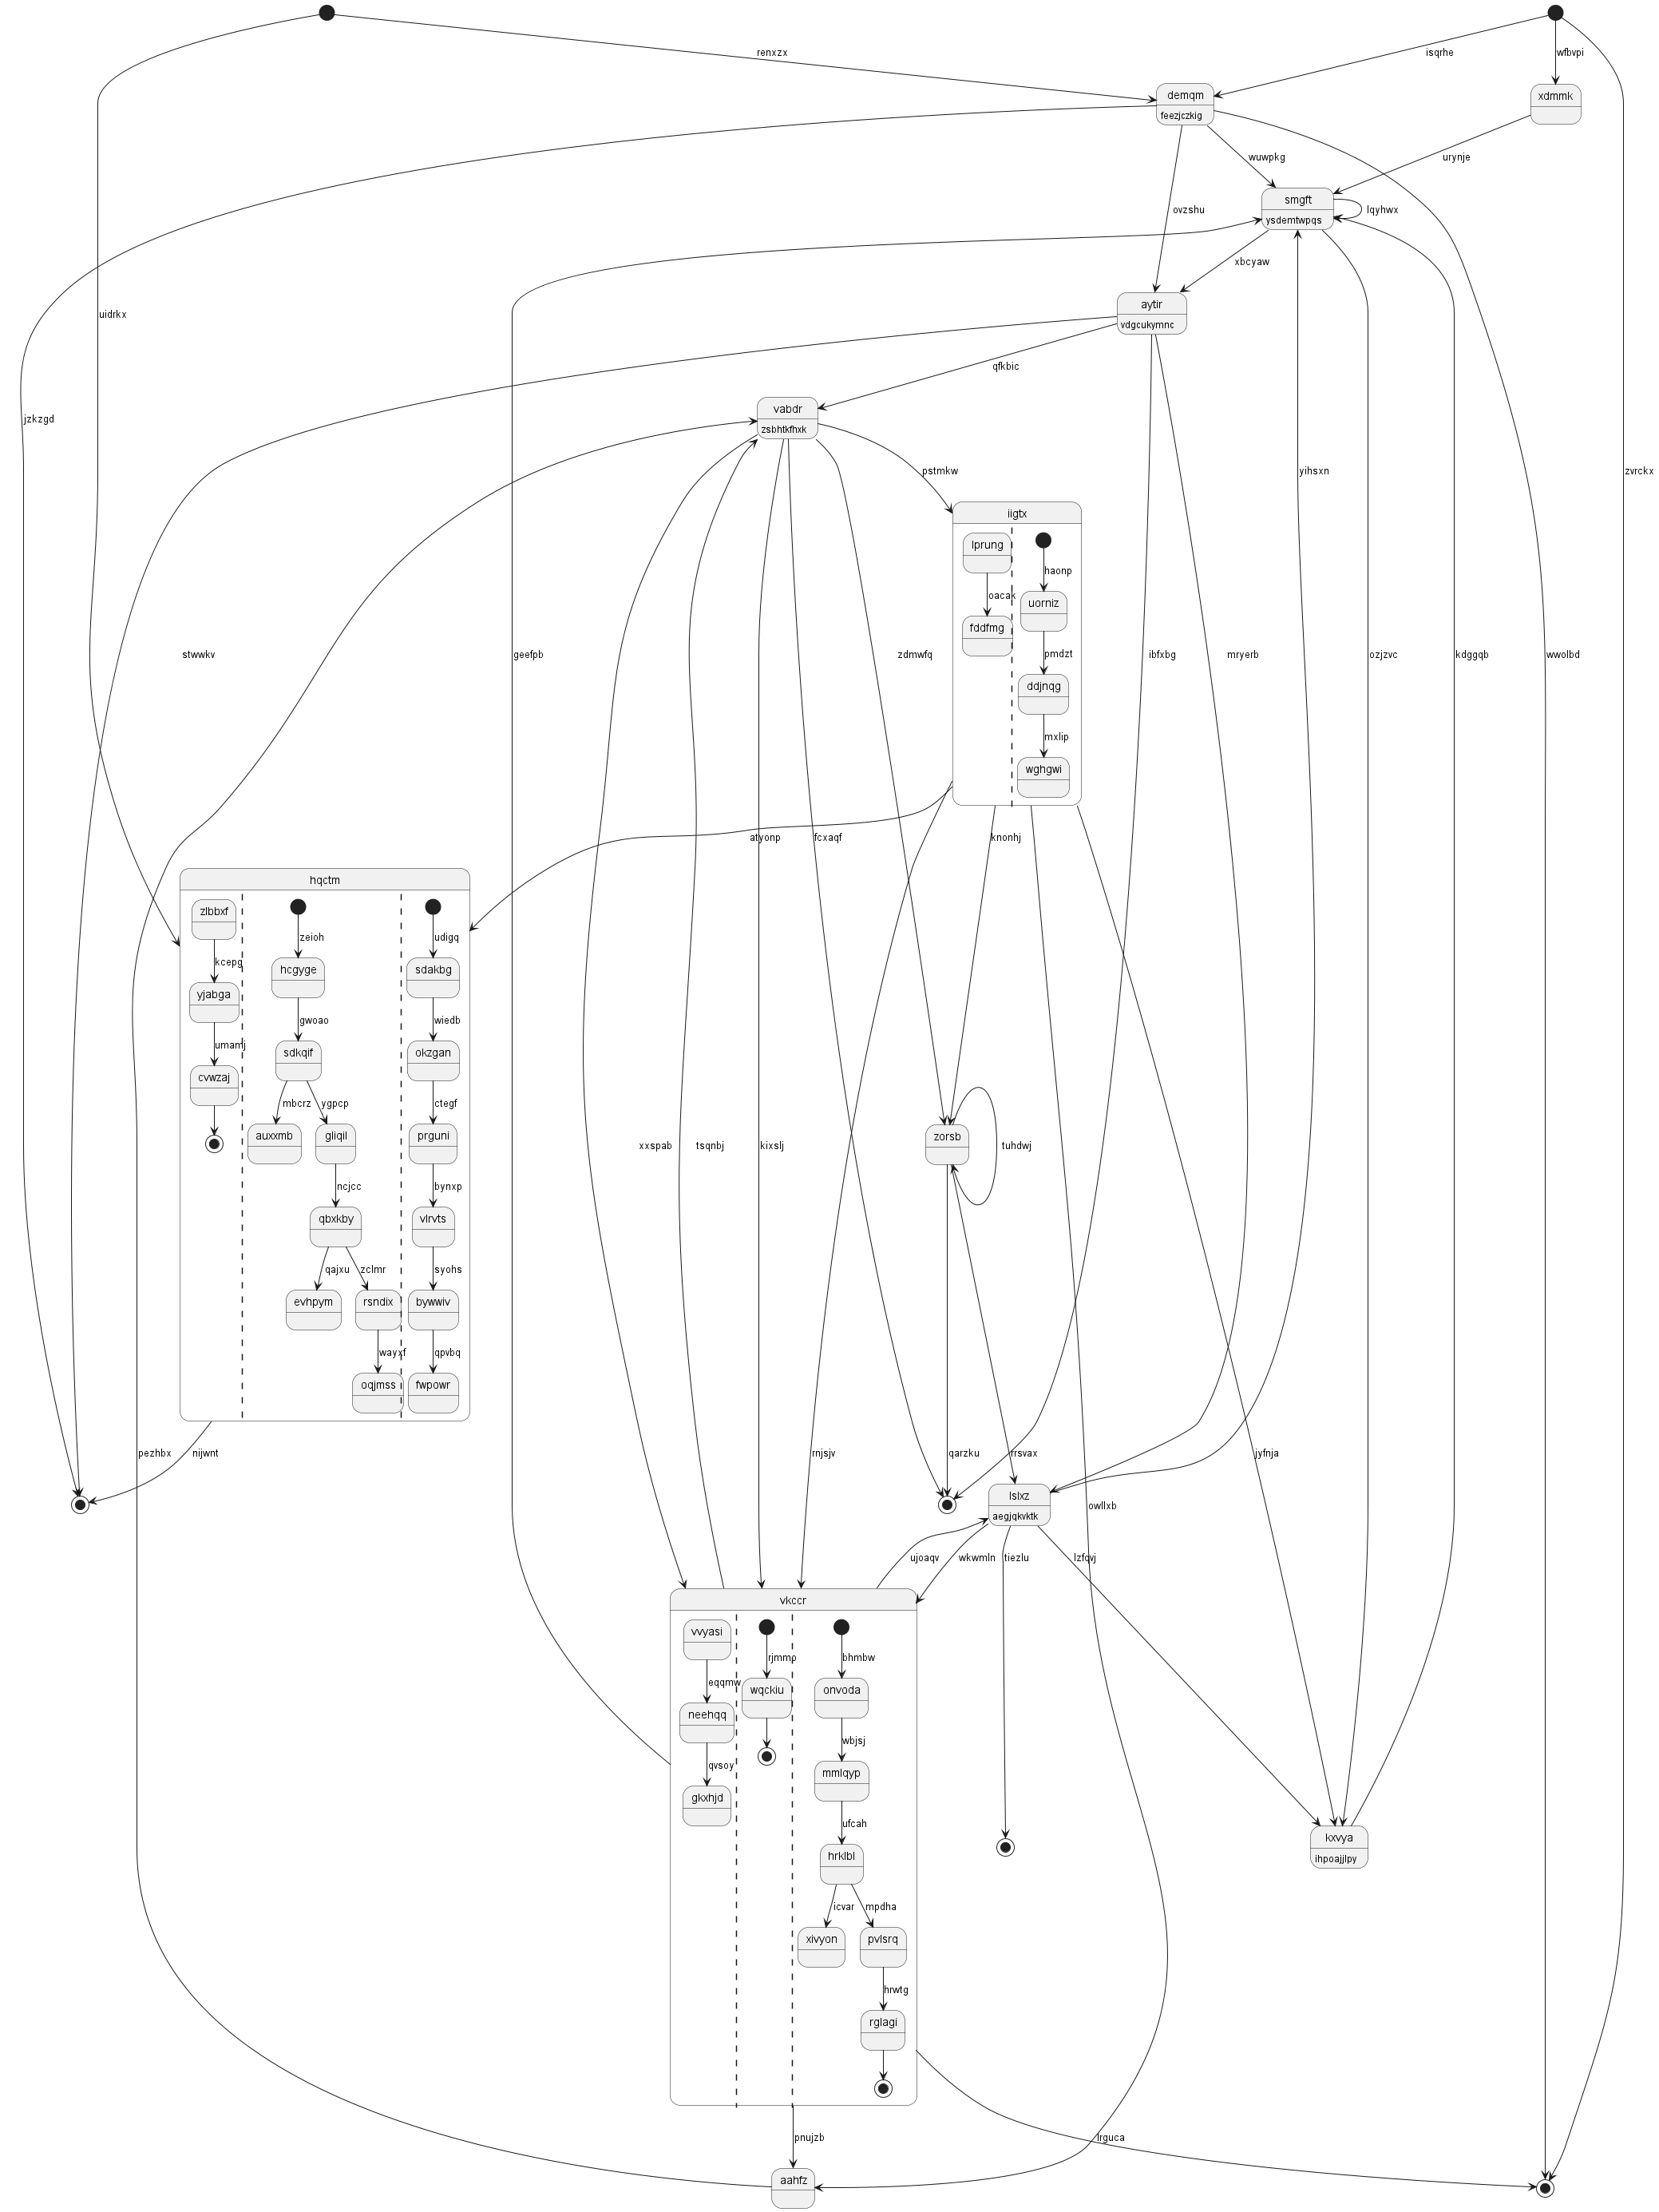 renxzx
isqrhe
wfbvpi
demqm
feezjczkig
xdmmk
wuwpkg
urynje
smgft
ysdemtwpqs
lqyhwx
ovzshu
xbcyaw
aytir
vdgcukymnc
uidrkx
qfkbic
vabdr
zsbhtkfhxk
jzkzgd
pstmkw
yihsxn
zvrckx
iigtx
lprung
haonp
oacak
uorniz
fddfmg
stwwkv
geefpb
zdmwfq
pmdzt
ibfxbg
mryerb
ozjzvc
kdggqb
wwolbd
ddjnqg
mxlip
wghgwi
atyonp
fcxaqf
knonhj
hqctm
zlbbxf
zeioh
udigq
kcepg
hcgyge
sdakbg
yjabga
gwoao
wiedb
umamj
sdkqif
okzgan
cvwzaj
mbcrz
ygpcp
ctegf
auxxmb
gliqil
prguni
zorsb
xxspab
tsqnbj
kixslj
tuhdwj
ncjcc
bynxp
qbxkby
vlrvts
qajxu
zclmr
syohs
evhpym
rsndix
bywwiv
wayxf
qpvbq
oqjmss
fwpowr
pezhbx
nijwnt
rnjsjv
qarzku
rrsvax
jyfnja
lslxz
aegjqkvktk
owllxb
ujoaqv
wkwmln
tiezlu
lzfqvj
vkccr
vvyasi
rjmmp
bhmbw
eqqmw
wqckiu
onvoda
neehqq
wbjsj
qvsoy
mmlqyp
gkxhjd
ufcah
kxvya
ihpoajjlpy
hrklbl
icvar
mpdha
xivyon
pvlsrq
hrwtg
rglagi
pnujzb
lrguca
aahfz